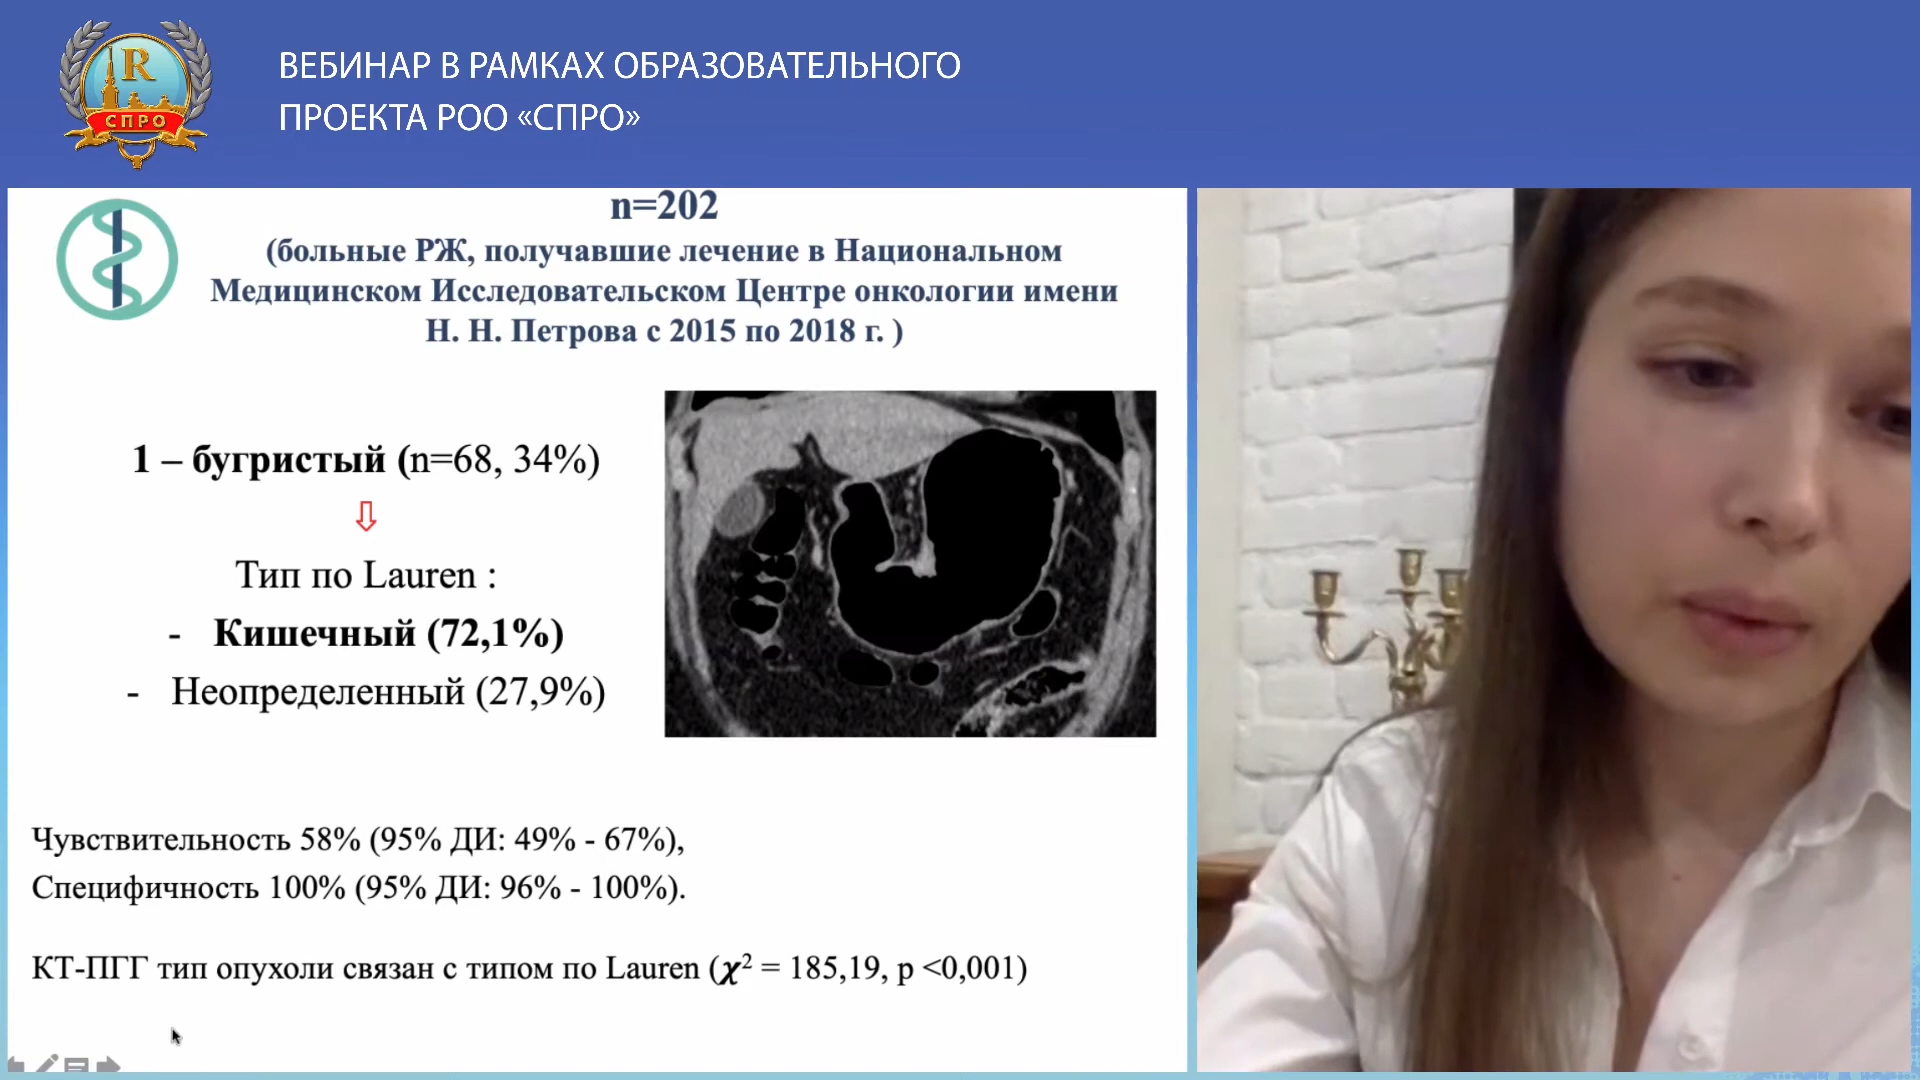 R
СПРО
ВЕБИНАР В РАМКАХ ОБРАЗОВАТЕЛЬНОГО
ПРОЕКТА РОО «СПРО»
n=202
(больные РЖ, получавшие лечение в Национальном
Медицинском Исследовательском Центре онкологии имени
Н. Н. Петрова с 2015 по 2018 г. )
1 – бугристый (n=68, 34%)
Тип по Lauren :
- Кишечный (72,1%)
- Неопределенный (27,9%)
Чувствительность 58% (95% ДИ: 49% - 67%),
Специфичность 100% (95% ДИ: 96% - 100%).
КТ-ПГГ тип опухоли связан с типом по Lauren (χ² = 185,19, p <0,001)